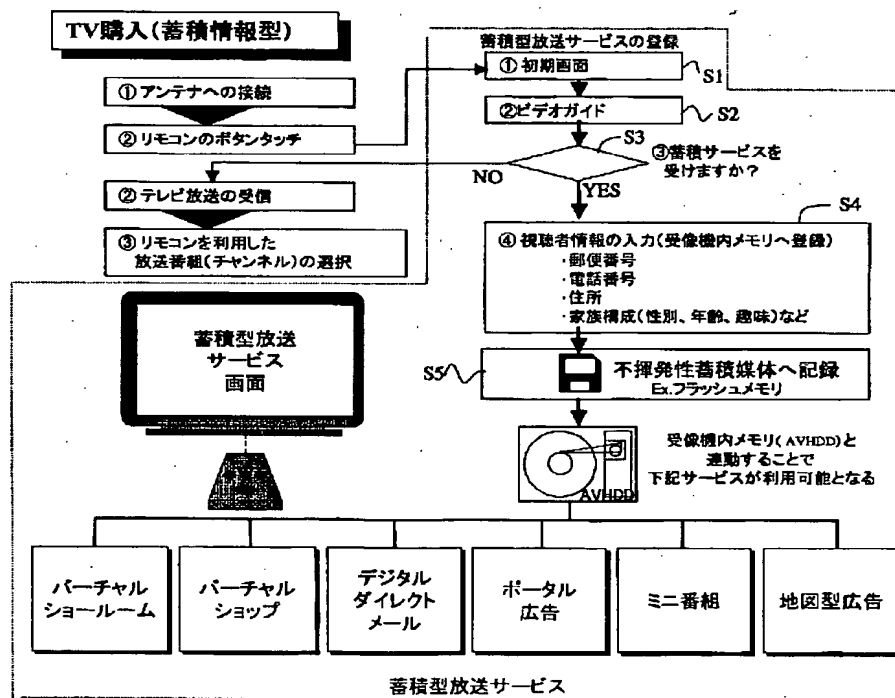 TV購入(蓄積情報型)
①アンテナへの接続
②リモコンのボタンタッチ
②テレビ放送の受信
③リモコンを利用した
放送番組(チャンネル)の選択
蓄積型放送サービスの登録
①初期画面
S1
②ビデオガイド
S2
S3
③蓄積サービスを
受けますか?
NO
YES
S4
④視聴者情報の入力(受像機内メモリへ登録)
・郵便番号
・電話番号
・住所
・家族構成(性別、年齢、趣味)など
S5
不揮発性蓄積媒体へ記録
Ex.フラッシュメモリ
蓄積型放送
サービス
画面
AVHDD
受像機内メモリ(AVHDD)と
連動することで
下記サービスが利用可能となる
バーチャル
ショールーム
バーチャル
ショップ
デジタル
ダイレクト
メール
ポータル
広告
ミニ番組
地図型広告
蓄積型放送サービス